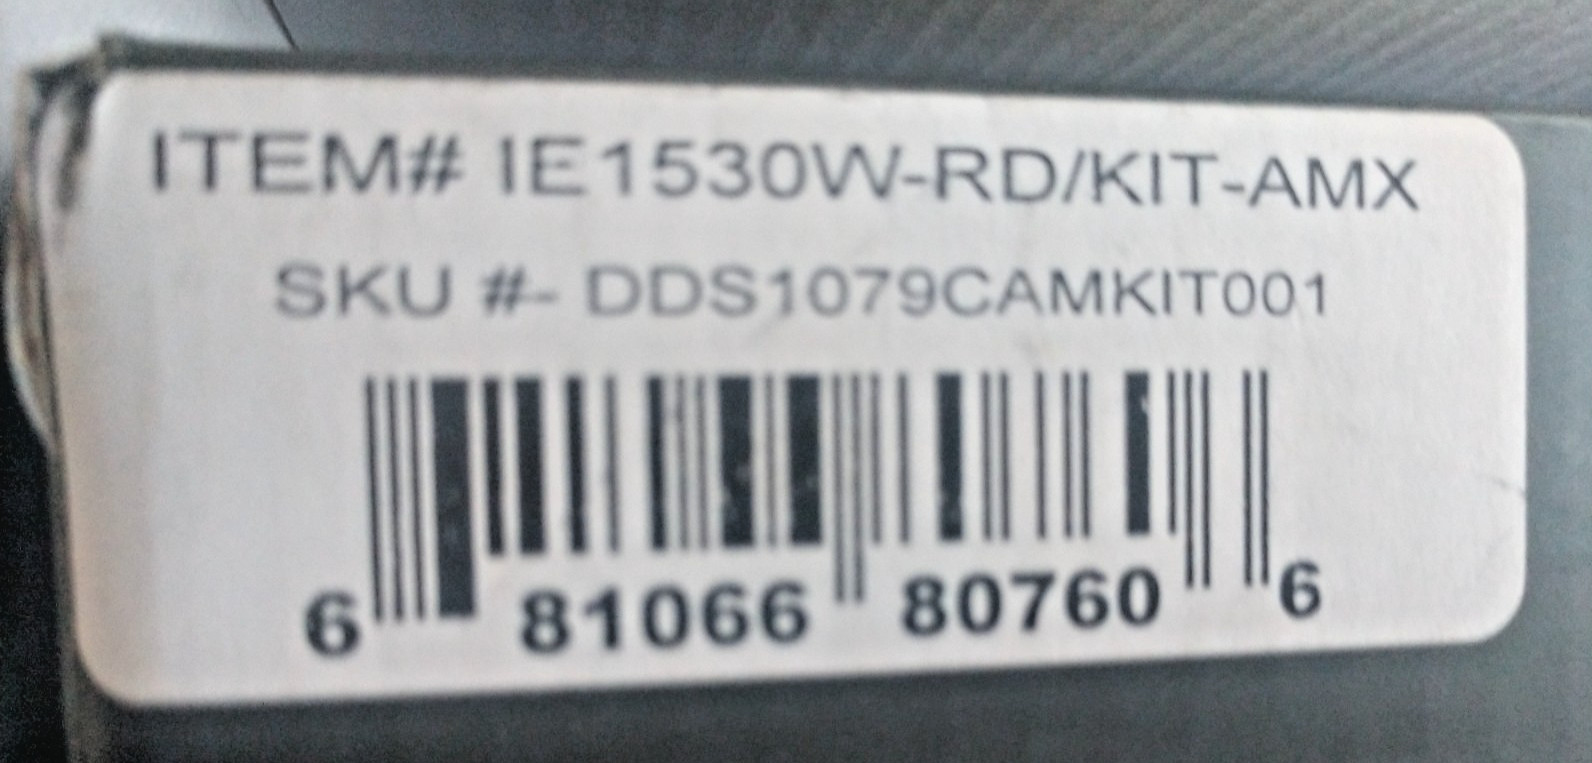 ITEM# IE1530W-RD/KIT-AMX
SKU #- DDS1079CAMKIT001
6 81066 80760 6